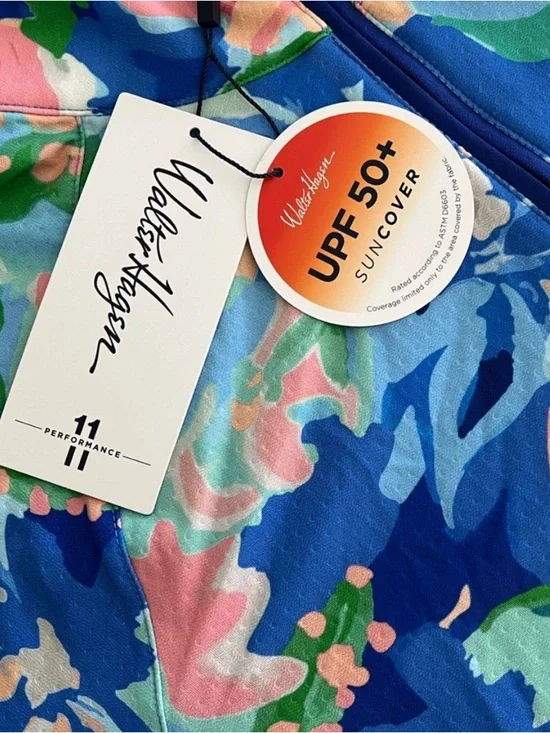 Walter Hagen
11
PERFORMANCE
Walter Hagen
UPF 50+
SUNCOVER
Rated according to ASTM D6603.
Coverage limited only to the area covered by the fabric.